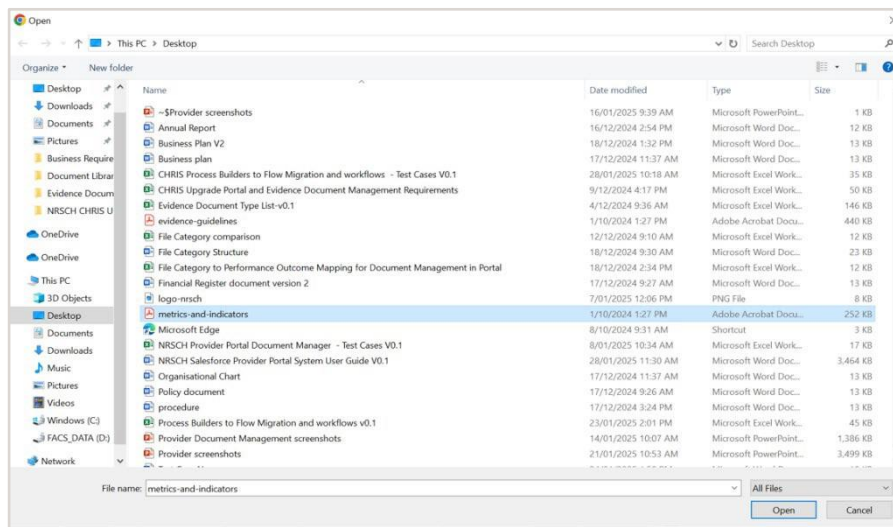 Open
This PC > Desktop
Search Desktop
Organize
New folder
Name
Date modified
Type
Size
Desktop
Downloads
Documents
Pictures
Business Require
Document Librar
Evidence Docum
NRSCH CHRIS U
OneDrive
OneDrive
This PC
3D Objects
Desktop
Documents
Downloads
Music
Pictures
Videos
Windows (C:)
FACS_DATA (D:)
Network
~$Provider screenshots 16/01/2025 9:39 AM Microsoft PowerPoint... 1 KB
Annual Report 16/12/2024 2:54 PM Microsoft Word Doc... 12 KB
Business Plan V2 18/12/2024 1:32 PM Microsoft Word Doc... 13 KB
Business plan 17/12/2024 11:37 AM Microsoft Word Doc... 13 KB
CHRIS Process Builders to Flow Migration and workflows - Test Cases V0.1 28/01/2025 10:18 AM Microsoft Excel Work... 35 KB
CHRIS Upgrade Portal and Evidence Document Management Requirements 9/12/2024 4:17 PM Microsoft Excel Work... 50 KB
Evidence Document Type List-v0.1 4/12/2024 9:36 AM Microsoft Excel Work... 146 KB
evidence-guidelines 1/10/2024 1:27 PM Adobe Acrobat Docu... 440 KB
File Category comparison 12/12/2024 9:10 AM Microsoft Excel Work... 12 KB
File Category Structure 18/12/2024 9:30 AM Microsoft Word Doc... 23 KB
File Category to Performance Outcome Mapping for Document Management in Portal 18/12/2024 2:34 PM Microsoft Excel Work... 12 KB
Financial Register document version 2 17/12/2024 9:27 AM Microsoft Word Doc... 13 KB
logo-nrsch 7/01/2025 12:06 PM PNG File 8 KB
metrics-and-indicators 1/10/2024 1:27 PM Adobe Acrobat Docu... 252 KB
Microsoft Edge 8/10/2024 9:31 AM Shortcut 3 KB
NRSCH Provider Portal Document Manager - Test Cases V0.1 8/01/2025 10:34 AM Microsoft Excel Work... 17 KB
NRSCH Salesforce Provider Portal System User Guide V0.1 28/01/2025 11:30 AM Microsoft Word Doc... 3,464 KB
Organisational Chart 17/12/2024 11:37 AM Microsoft Word Doc... 13 KB
Policy document 17/12/2024 9:26 AM Microsoft Word Doc... 13 KB
procedure 17/12/2024 3:24 PM Microsoft Word Doc... 13 KB
Process Builders to Flow Migration and workflows v0.1 23/01/2025 2:01 PM Microsoft Excel Work... 45 KB
Provider Document Management screenshots 14/01/2025 10:07 AM Microsoft PowerPoint... 1,386 KB
Provider screenshots 21/01/2025 10:53 AM Microsoft PowerPoint... 3,499 KB
File name: metrics-and-indicators
All Files
Open
Cancel